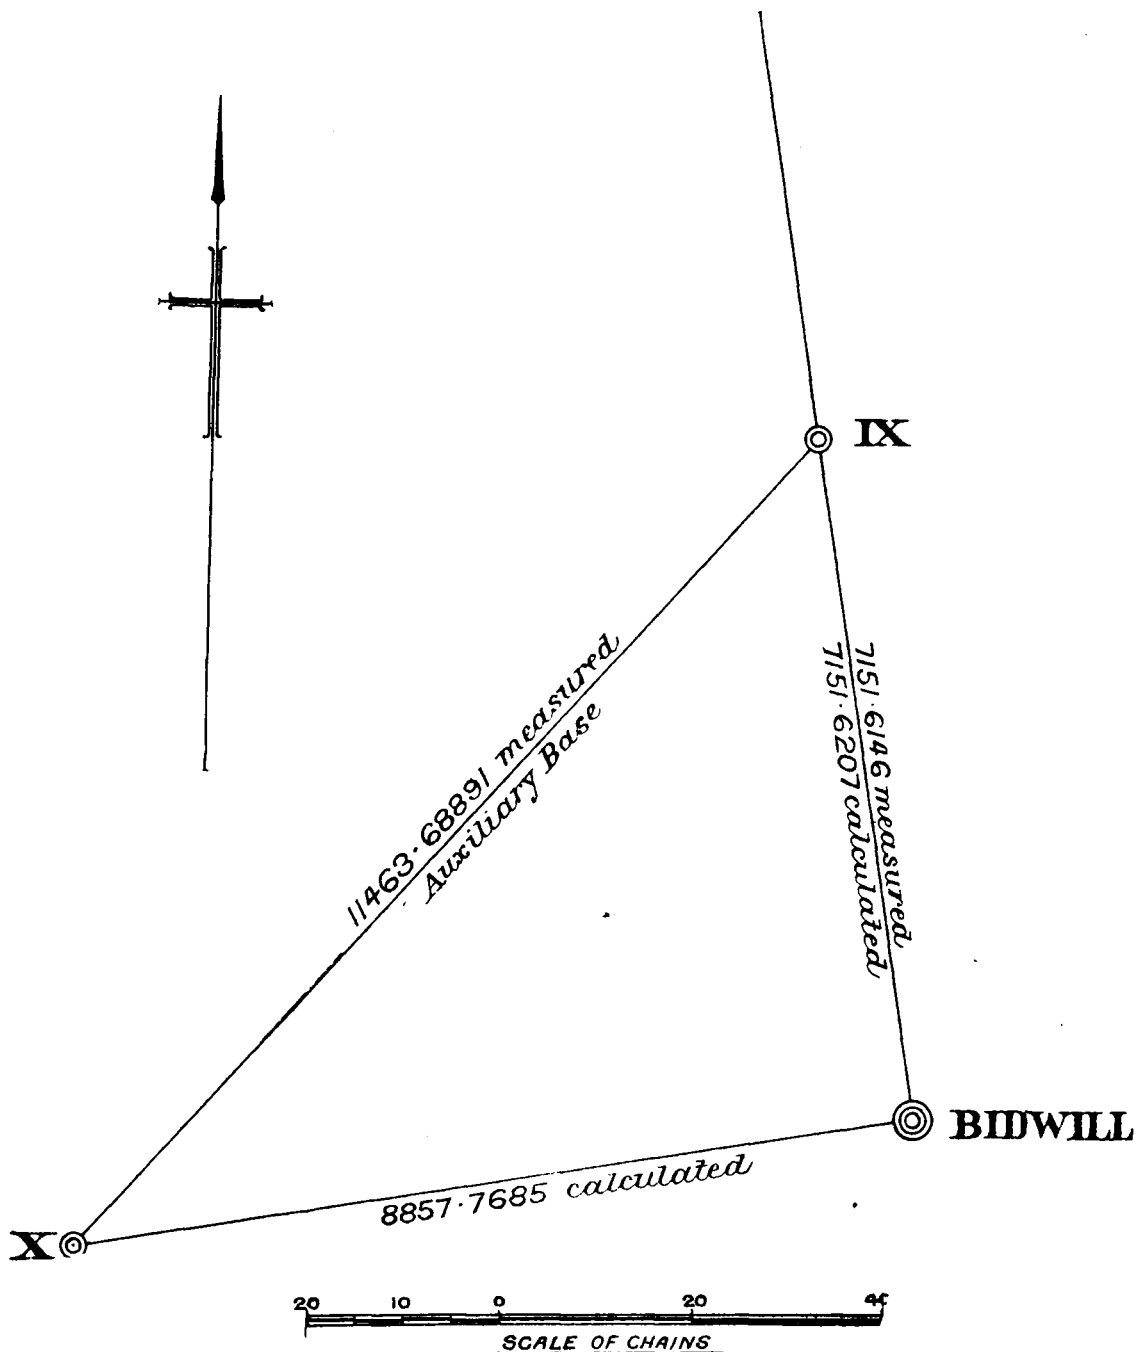 IX
11463·68891 measured
Auxiliary Base
7151·6146 measured
7151·6207 calculated
BIDWILL
8857·7685 calculated
X
20 10 0 20 40
SCALE OF CHAINS